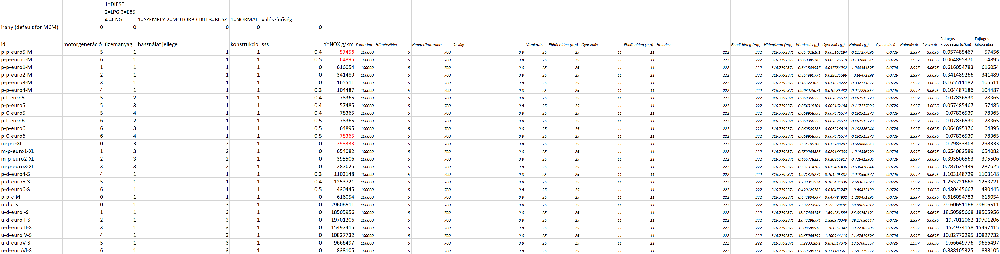 1=DIESEL
2=LPG 3=E85
4 =CNG 1=SZEMÉLY 2=MOTORBICIKLI 3=BUSZ 1=NORMÁL valószínűség
irány (default for MCM) 0 0 0 0 0
id motorgeneráció üzemanyag használat jellege konstrukció sss Y=NOX g/km Futott km Hőmérséklet Hengerűrtartalom Önsúly Várakozás Ebből hideg (mp) Gyorsulás Ebből hideg (mp) Haladás Ebből hideg (mp) Hidegüzem (mp) Várakozás (g) Gyorsulás (g) Haladás (g) Gyorsulás út Haladás út Összes út Fajlagos kibocsátás (g/km) Fajlagos kibocsátás
p-p-euro5-M 5 1 1 1 0.4 57456 100000 5 700 0.8 25 25 11 11 222 222 316.7792371 0.054018101 0.005162194 0.117277096 0.0726 2.997 3.0696 0.057485467 57456
p-p-euro6-M 6 1 1 1 0.5 64895 100000 5 700 0.8 25 25 11 11 222 222 316.7792371 0.060389283 0.005926619 0.132886944 0.0726 2.997 3.0696 0.064895376 64895
p-p-euro1-M 1 1 1 1 0 616054 100000 5 700 0.8 25 25 11 11 222 222 316.7792371 0.642804937 0.047784932 1.200451895 0.0726 2.997 3.0696 0.616054783 616054
p-p-euro2-M 2 1 1 1 0 341489 100000 5 700 0.8 25 25 11 11 222 222 316.7792371 0.354890774 0.028625696 0.66471898 0.0726 2.997 3.0696 0.341489266 341489
p-p-euro3-M 3 1 1 1 0 165511 100000 5 700 0.8 25 25 11 11 222 222 316.7792371 0.163723025 0.011618222 0.332711877 0.0726 2.997 3.0696 0.165511182 165511
p-p-euro4-M 4 1 1 1 0.3 104487 100000 5 700 0.8 25 25 11 11 222 222 316.7792371 0.093278071 0.010235432 0.217220364 0.0726 2.997 3.0696 0.104487186 104487
p-L-euro5 5 2 1 1 0.4 78365 100000 5 700 0.8 25 25 11 11 222 222 316.7792371 0.069958553 0.007676574 0.162915273 0.0726 2.997 3.0696 0.07836539 78365
p-p-euro5 5 3 1 1 0.4 57485 100000 5 700 0.8 25 25 11 11 222 222 316.7792371 0.054018101 0.005162194 0.117277096 0.0726 2.997 3.0696 0.057485467 57485
p-C-euro5 5 4 1 1 0.4 78365 100000 5 700 0.8 25 25 11 11 222 222 316.7792371 0.069958553 0.007676574 0.162915273 0.0726 2.997 3.0696 0.07836539 78365
p-L-euro6 6 2 1 1 0.5 78365 100000 5 700 0.8 25 25 11 11 222 222 316.7792371 0.069958553 0.007676574 0.162915273 0.0726 2.997 3.0696 0.07836539 78365
p-p-euro6 6 3 1 1 0.5 64895 100000 5 700 0.8 25 25 11 11 222 222 316.7792371 0.060389283 0.005926619 0.132886944 0.0726 2.997 3.0696 0.064895376 64895
p-C-euro6 6 4 1 1 0.5 78365 100000 5 700 0.8 25 25 11 11 222 222 316.7792371 0.069958553 0.007676574 0.162915273 0.0726 2.997 3.0696 0.07836539 78365
m-p-c-XL 0 3 2 1 0 298333 100000 5 700 0.8 25 25 11 11 222 222 316.7792371 0.34109206 0.013788207 0.560884643 0.0726 2.997 3.0696 0.29833363 298333
m-p-euro1-XL 1 3 2 1 0 654082 100000 5 700 0.8 25 25 11 11 222 222 316.7792371 0.759268826 0.029166088 1.219336999 0.0726 2.997 3.0696 0.654082589 654082
m-p-euro2-XL 2 3 2 1 0 395506 100000 5 700 0.8 25 25 11 11 222 222 316.7792371 0.466778225 0.020855817 0.726412905 0.0726 2.997 3.0696 0.395506563 395506
m-p-euro3-XL 3 3 2 1 0 287625 100000 5 700 0.8 25 25 11 11 222 222 316.7792371 0.331014767 0.015401436 0.536478844 0.0726 2.997 3.0696 0.287625439 287625
p-d-euro4-S 4 1 1 1 0.3 1103148 100000 5 700 0.8 25 25 11 11 222 222 316.7792371 1.071378274 0.101296387 2.213550677 0.0726 2.997 3.0696 1.103148729 1103148
p-d-euro5-S 5 1 1 1 0.4 1253721 100000 5 700 0.8 25 25 11 11 222 222 316.7792371 1.239317924 0.105434036 2.503672073 0.0726 2.997 3.0696 1.253721668 1253721
p-d-euro6-S 6 1 1 1 0.5 430445 100000 5 700 0.8 25 25 11 11 222 222 316.7792371 0.420120783 0.036453247 0.86472199 0.0726 2.997 3.0696 0.430445667 430445
p-p-c-M 0 1 1 1 0 616054 100000 5 700 0.8 25 25 11 11 222 222 316.7792371 0.642804937 0.047784932 1.200451895 0.0726 2.997 3.0696 0.616054783 616054
u-d-c-S 0 1 3 1 0 29606511 100000 5 700 0.8 25 25 11 11 222 222 316.7792371 29.37724982 2.595928191 58.90697017 0.0726 2.997 3.0696 29.60651166 29606511
u-d-euroI-S 1 1 3 1 0 18505956 100000 5 700 0.8 25 25 11 11 222 222 316.7792371 18.27408136 1.694281359 36.83752192 0.0726 2.997 3.0696 18.50595668 18505956
u-d-euroII-S 2 1 3 1 0 19701206 100000 5 700 0.8 25 25 11 11 222 222 316.7792371 19.42298574 1.880970348 39.17086647 0.0726 2.997 3.0696 19.7012062 19701206
u-d-euroIII-S 3 1 3 1 0 15497415 100000 5 700 0.8 25 25 11 11 222 222 316.7792371 15.08588916 1.761951347 30.72302705 0.0726 2.997 3.0696 15.4974158 15497415
u-d-euroIV-S 4 1 3 1 0 10827732 100000 5 700 0.8 25 25 11 11 222 222 316.7792371 10.65966799 1.100944118 21.47619696 0.0726 2.997 3.0696 10.82773295 10827732
u-d-euroV-S 5 1 3 1 0 9666497 100000 5 700 0.8 25 25 11 11 222 222 316.7792371 9.22332891 0.878917046 19.57003557 0.0726 2.997 3.0696 9.66649776 9666497
u-d-euroVI-S 6 1 3 1 0 838105 100000 5 700 0.8 25 25 11 11 222 222 316.7792371 0.869688171 0.111180661 1.591779272 0.0726 2.997 3.0696 0.838105325 838105